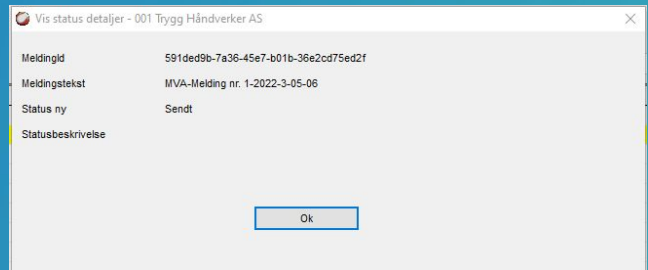 Vis status detaljer - 001 Trygg Håndverker AS
MeldingId 591ded9b-7a36-45e7-b01b-36e2cd75ed2f
Meldingstekst MVA-Melding nr. 1-2022-3-05-06
Status ny Sendt
Statusbeskrivelse
Ok